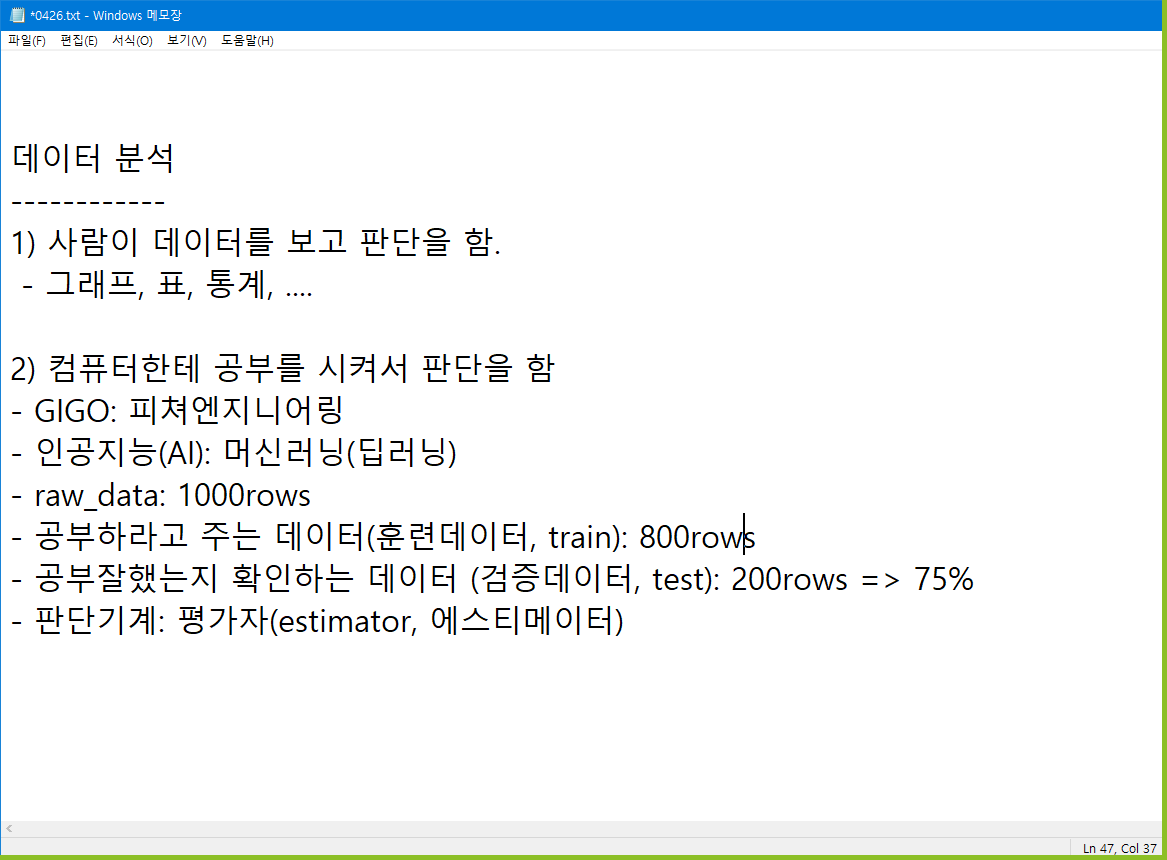 *0426.txt - Windows 메모장
파일(F) 편집(E) 서식(O) 보기(V) 도움말(H)
데이터 분석
------------
1) 사람이 데이터를 보고 판단을 함.
- 그래프, 표, 통계, ....
2) 컴퓨터한테 공부를 시켜서 판단을 함
- GIGO: 피쳐엔지니어링
- 인공지능(AI): 머신러닝(딥러닝)
- raw_data: 1000rows
- 공부하라고 주는 데이터(훈련데이터, train): 800rows
- 공부잘했는지 확인하는 데이터 (검증데이터, test): 200rows => 75%
- 판단기계: 평가자(estimator, 에스티메이터)
Ln 47, Col 37